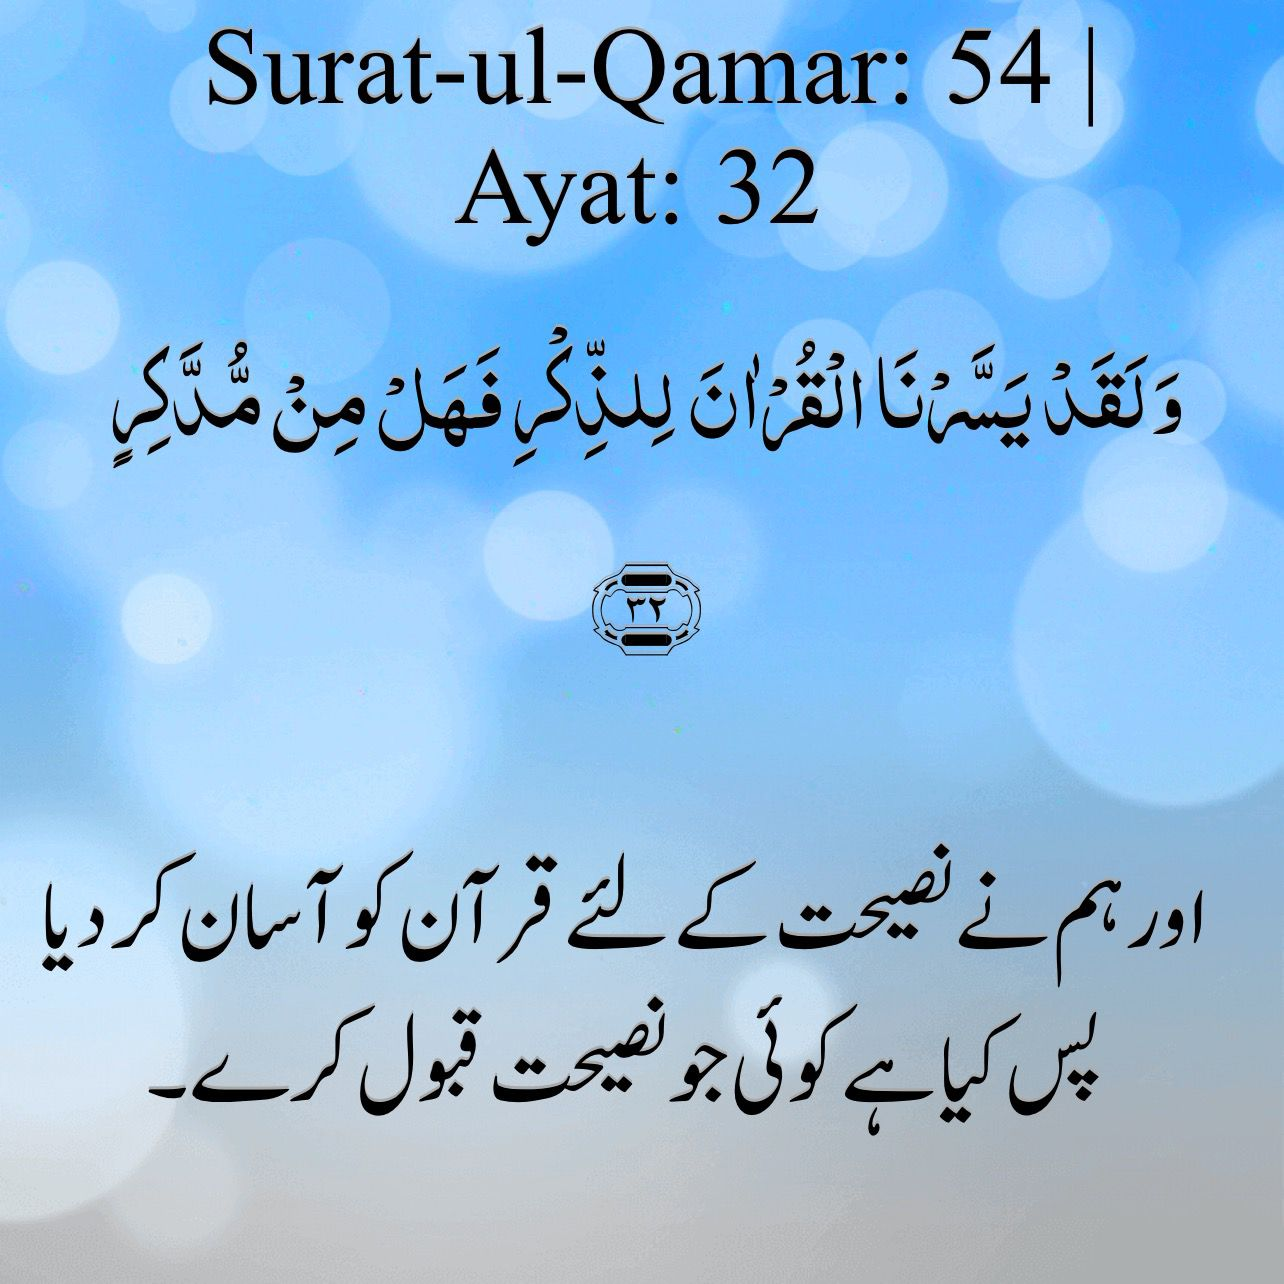 Surat-ul-Qamar: 54 |
Ayat: 32
وَلَقَدْ يَسَّرْنَا الْقُرْاٰنَ لِلذِّكْرِ فَهَلْ مِنْ مُّدَّكِرٍ
٣٢
اور ہم نے نصیحت کے لئے قرآن کو آسان کر دیا
پس کیا ہے کوئی جو نصیحت قبول کرے۔